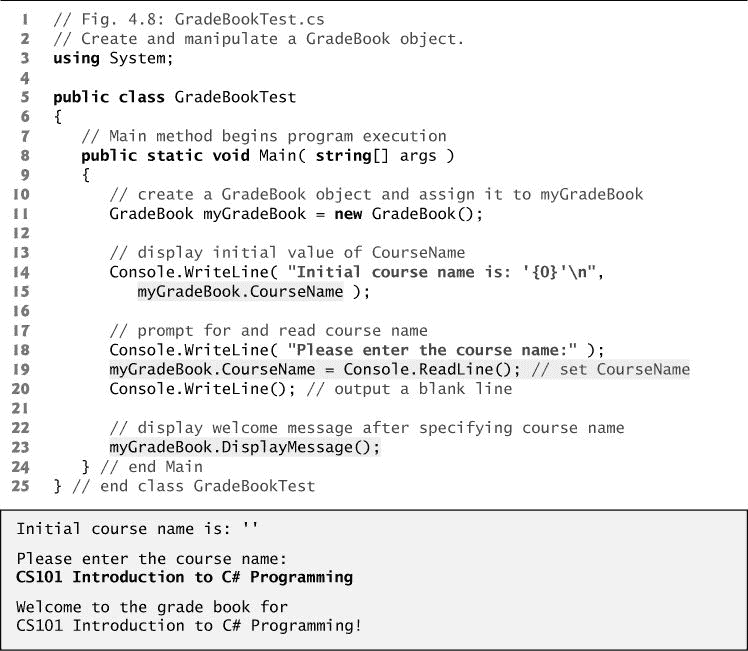 1 // Fig. 4.8: GradeBookTest.cs
2 // Create and manipulate a GradeBook object.
3 using System;
4
5 public class GradeBookTest
6 {
7 // Main method begins program execution
8 public static void Main( string[] args )
9 {
10 // create a GradeBook object and assign it to myGradeBook
11 GradeBook myGradeBook = new GradeBook();
12
13 // display initial value of CourseName
14 Console.WriteLine( "Initial course name is: '{0}'\n",
15 myGradeBook.CourseName );
16
17 // prompt for and read course name
18 Console.WriteLine( "Please enter the course name:" );
19 myGradeBook.CourseName = Console.ReadLine(); // set CourseName
20 Console.WriteLine(); // output a blank line
21
22 // display welcome message after specifying course name
23 myGradeBook.DisplayMessage();
24 } // end Main
25 } // end class GradeBookTest
Initial course name is: ''
Please enter the course name:
CS101 Introduction to C# Programming
Welcome to the grade book for
CS101 Introduction to C# Programming!